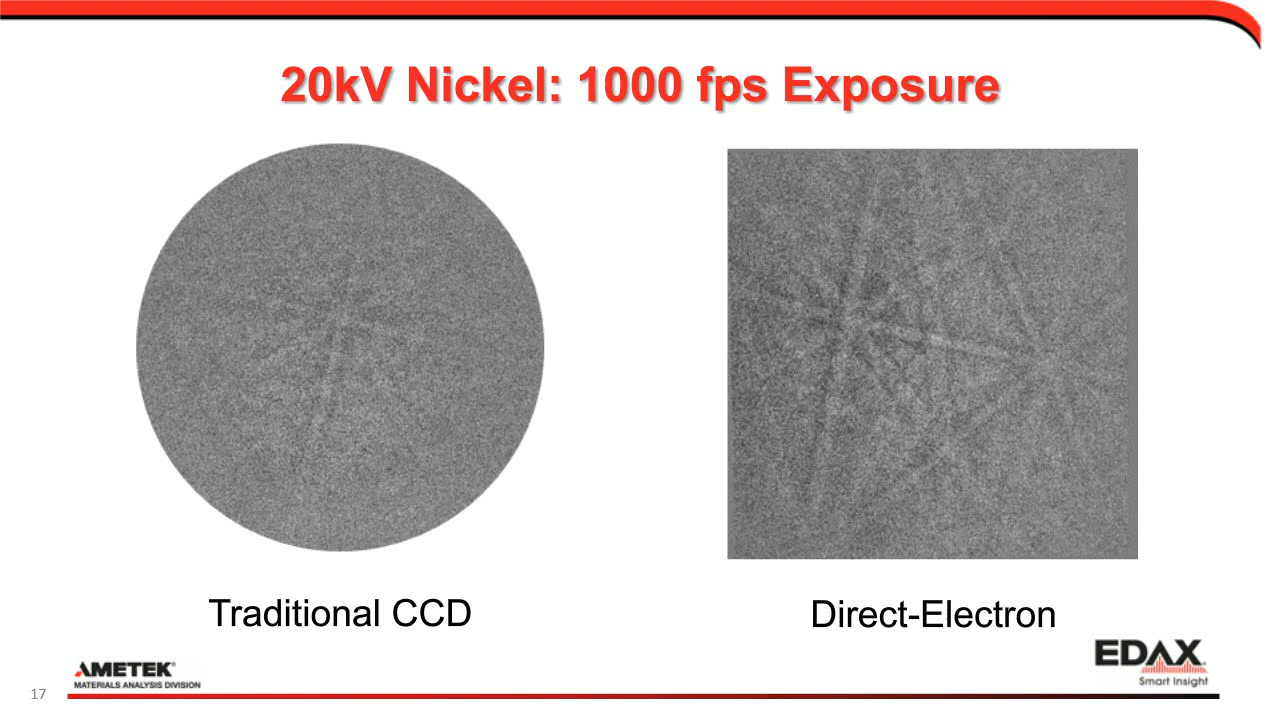 20kV Nickel: 1000 fps Exposure
Traditional CCD
Direct-Electron
AMETEK®
MATERIALS ANALYSIS DIVISION
EDAX
Smart Insight
17